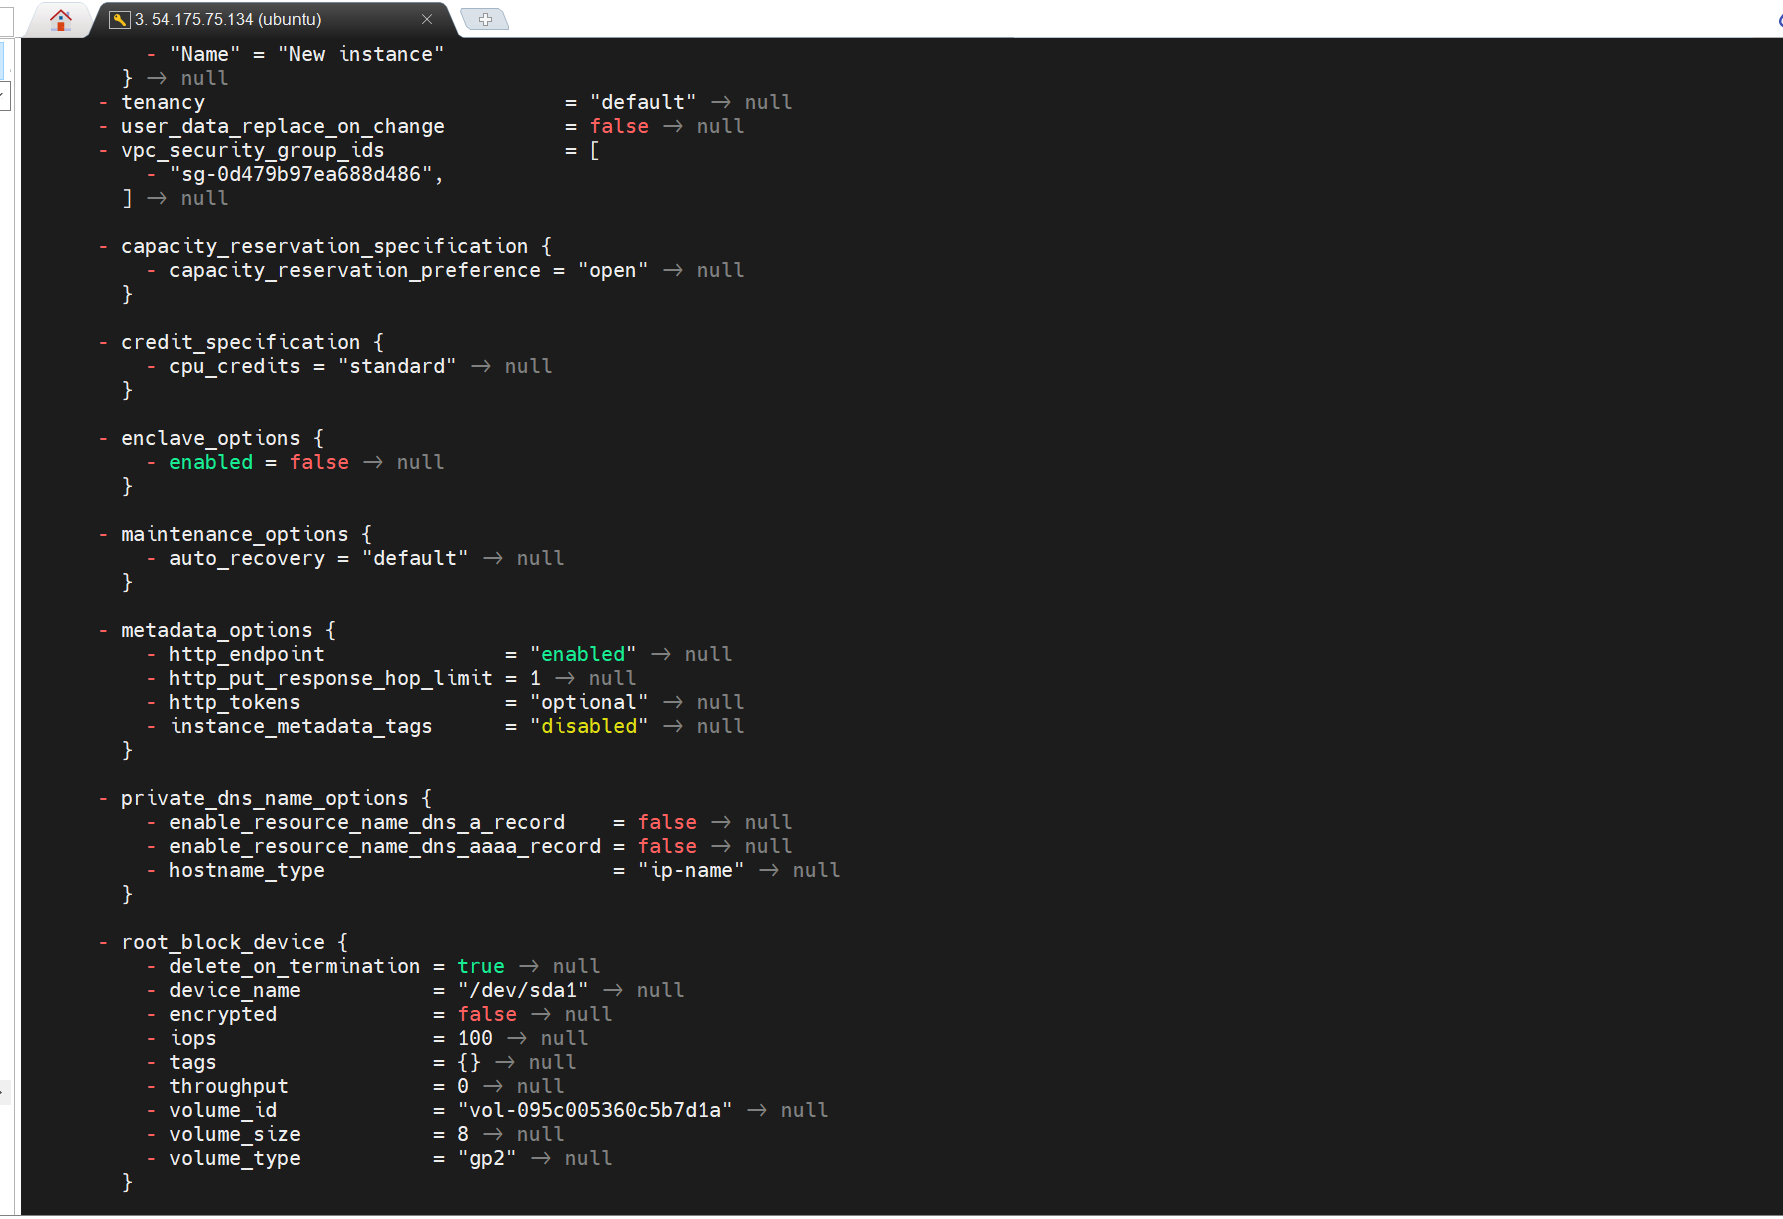 3. 54.175.75.134 (ubuntu)
- "Name" = "New instance"
} -> null
- tenancy = "default" -> null
- user_data_replace_on_change = false -> null
- vpc_security_group_ids = [
- "sg-0d479b97ea688d486",
] -> null
- capacity_reservation_specification {
- capacity_reservation_preference = "open" -> null
}
- credit_specification {
- cpu_credits = "standard" -> null
}
- enclave_options {
- enabled = false -> null
}
- maintenance_options {
- auto_recovery = "default" -> null
}
- metadata_options {
- http_endpoint = "enabled" -> null
- http_put_response_hop_limit = 1 -> null
- http_tokens = "optional" -> null
- instance_metadata_tags = "disabled" -> null
}
- private_dns_name_options {
- enable_resource_name_dns_a_record = false -> null
- enable_resource_name_dns_aaaa_record = false -> null
- hostname_type = "ip-name" -> null
}
- root_block_device {
- delete_on_termination = true -> null
- device_name = "/dev/sda1" -> null
- encrypted = false -> null
- iops = 100 -> null
- tags = {} -> null
- throughput = 0 -> null
- volume_id = "vol-095c005360c5b7d1a" -> null
- volume_size = 8 -> null
- volume_type = "gp2" -> null
}